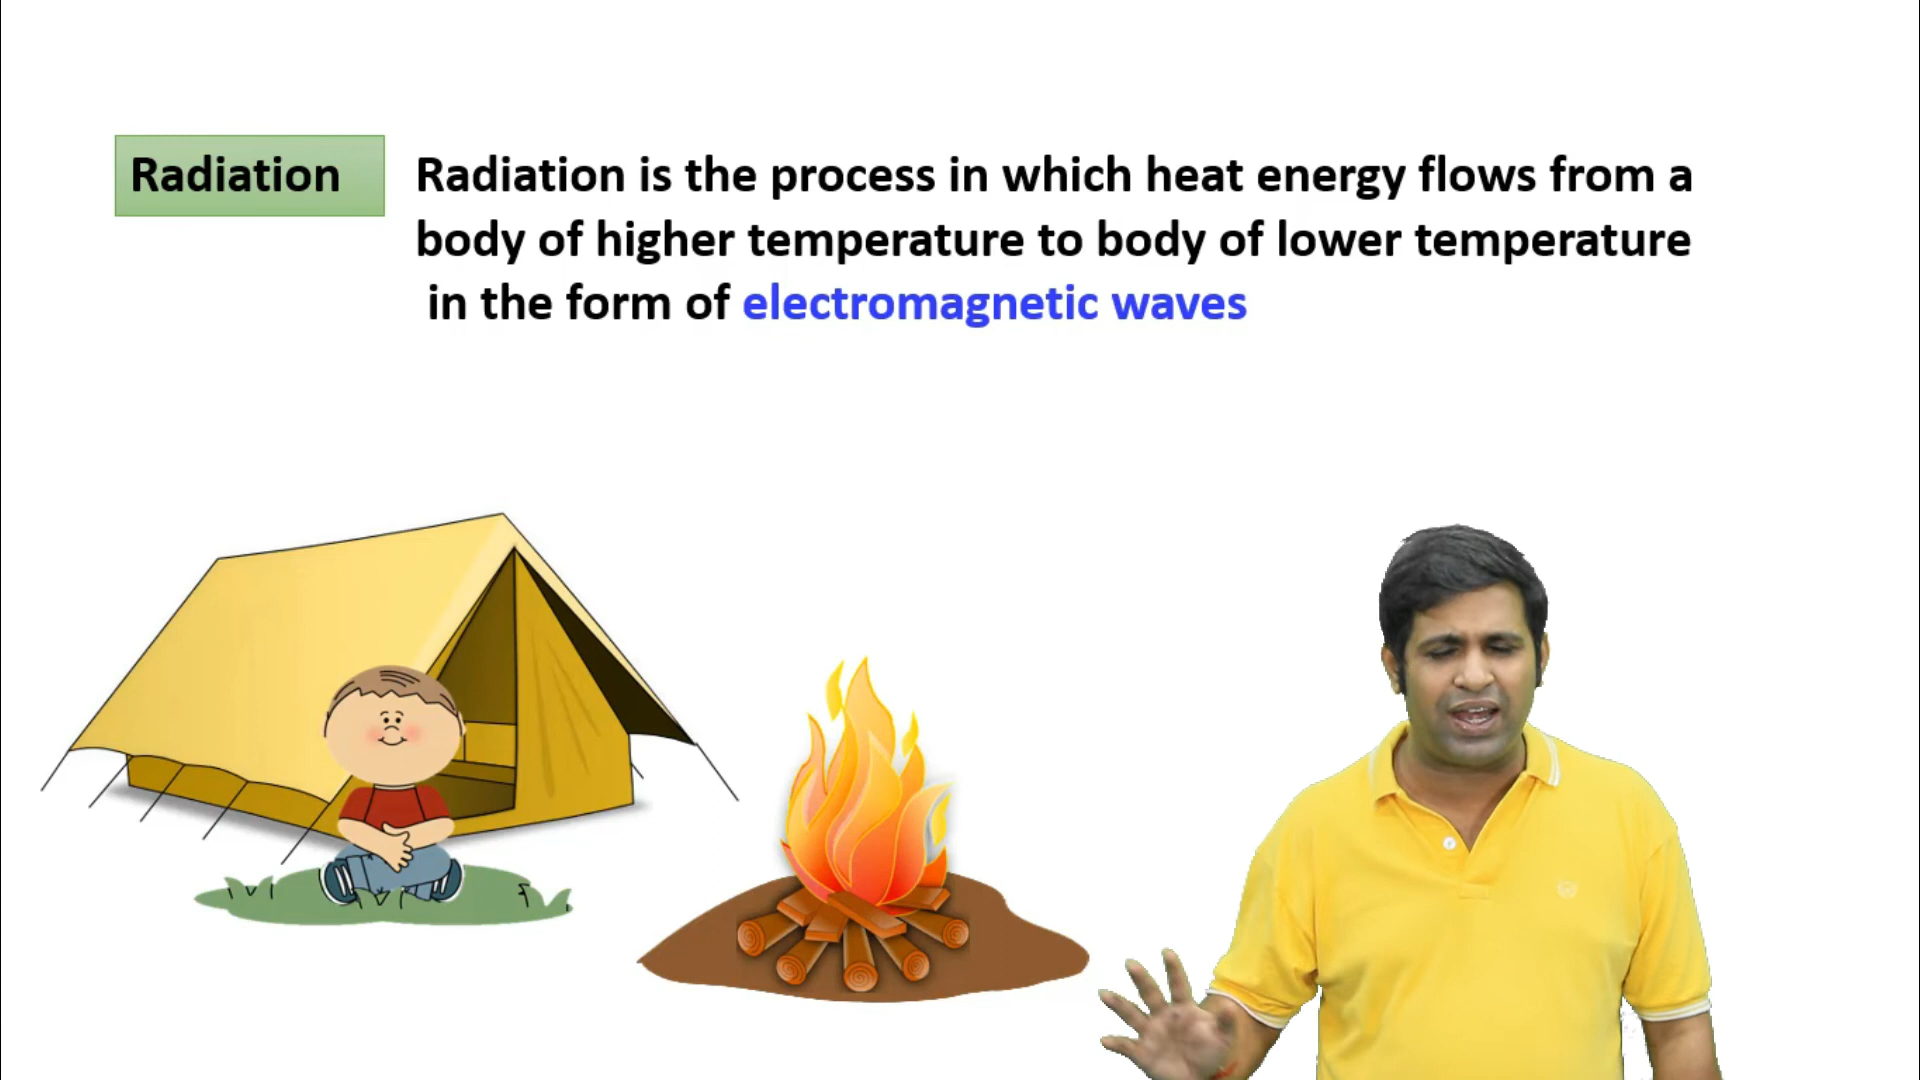 Radiation
Radiation is the process in which heat energy flows from a
body of higher temperature to body of lower temperature
in the form of electromagnetic waves